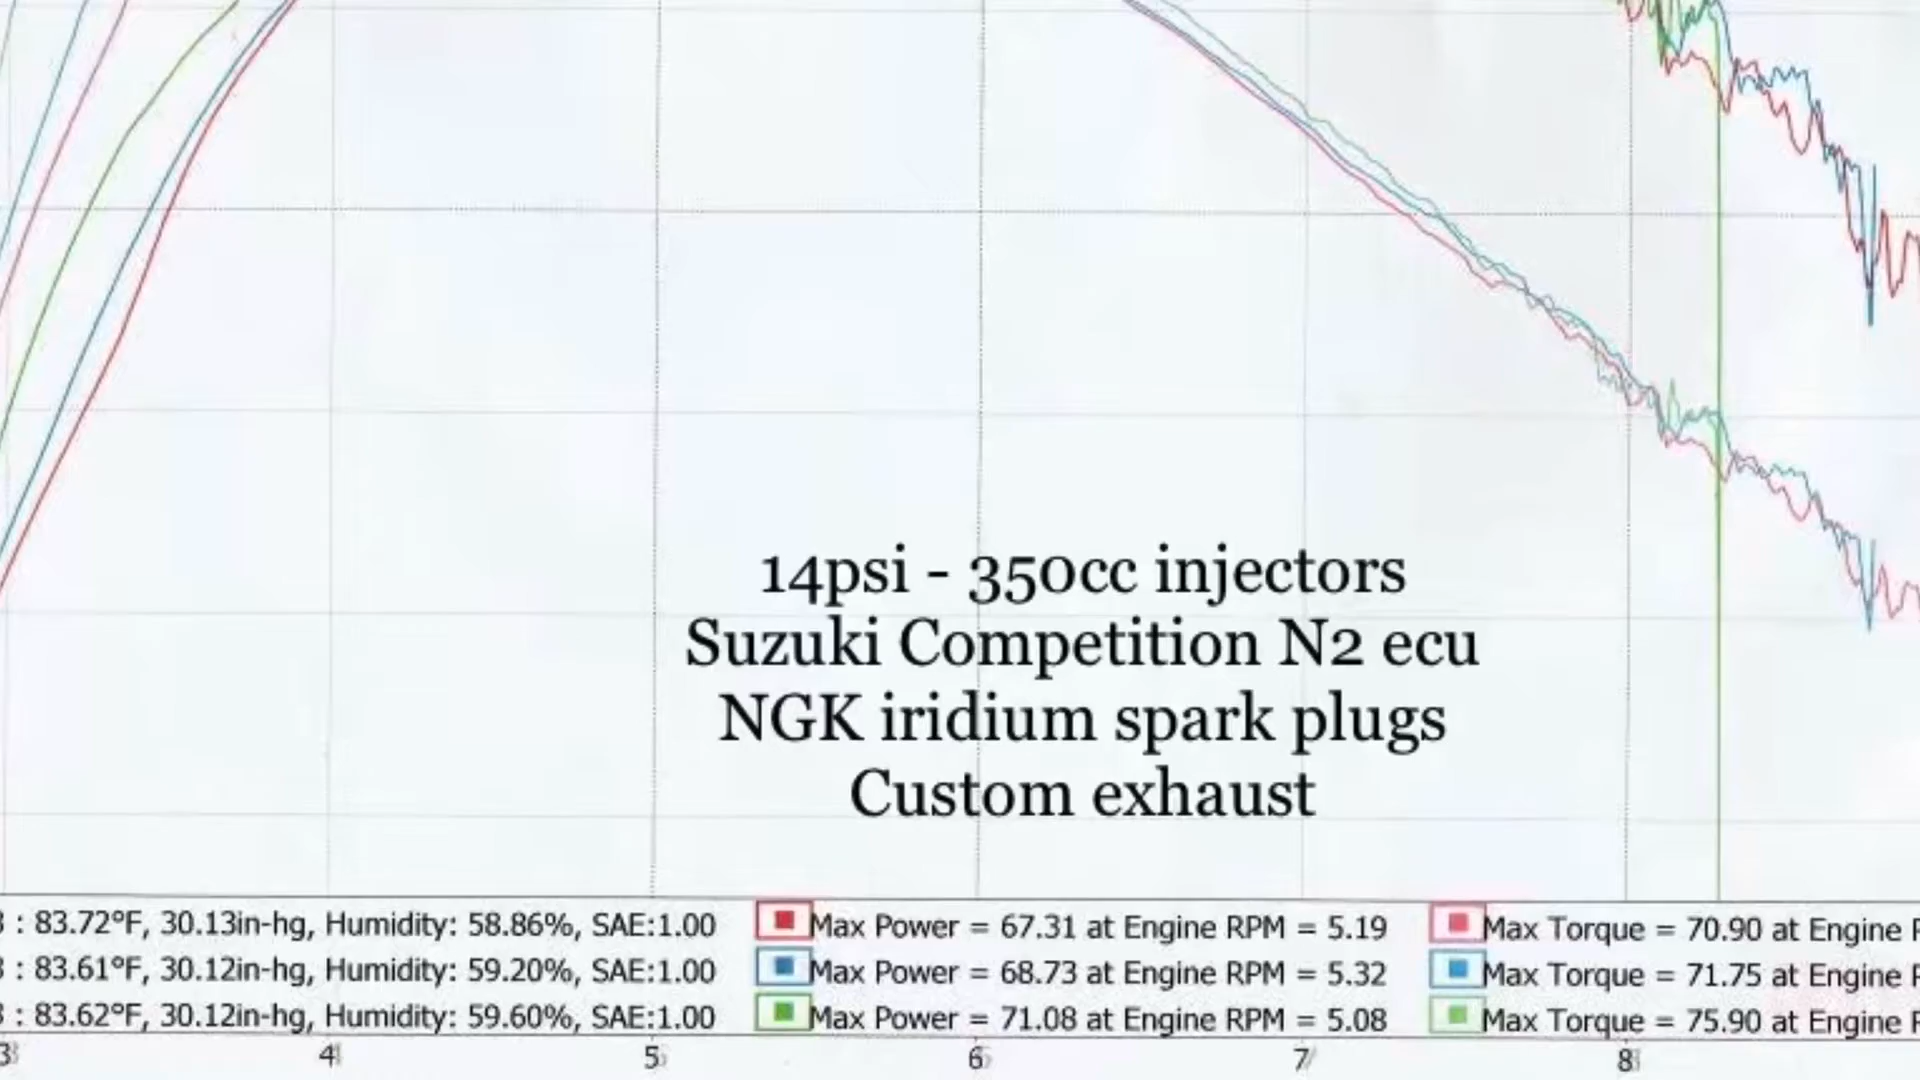 14psi - 350cc injectors
Suzuki Competition N2 ecu
NGK iridium spark plugs
Custom exhaust
: 83.72°F, 30.13in-hg, Humidity: 58.86%, SAE:1.00 Max Power = 67.31 at Engine RPM = 5.19 Max Torque = 70.90 at Engine
: 83.61°F, 30.12in-hg, Humidity: 59.20%, SAE:1.00 Max Power = 68.73 at Engine RPM = 5.32 Max Torque = 71.75 at Engine
: 83.62°F, 30.12in-hg, Humidity: 59.60%, SAE:1.00 Max Power = 71.08 at Engine RPM = 5.08 Max Torque = 75.90 at Engine
3 4 5 6 7 8